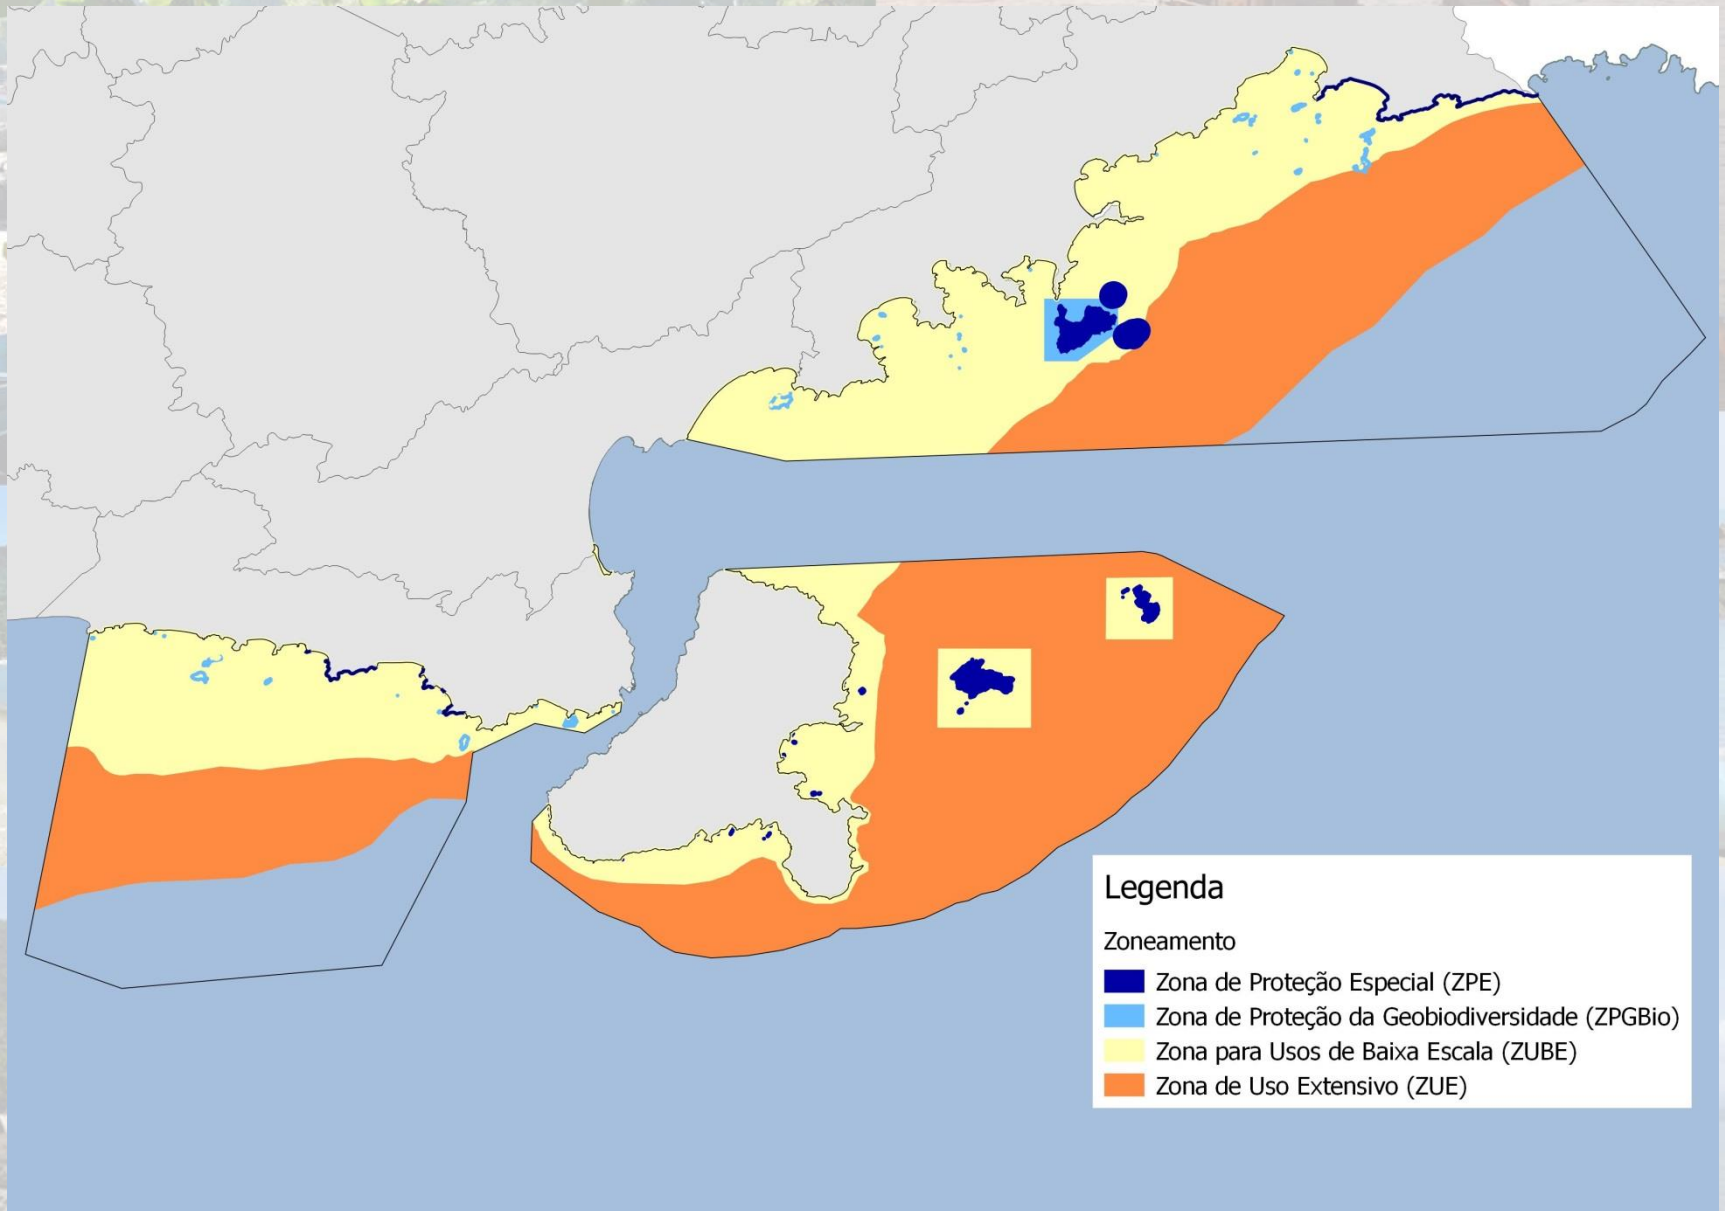 Legenda
Zoneamento
Zona de Proteção Especial (ZPE)
Zona de Proteção da Geobiodiversidade (ZPGBio)
Zona para Usos de Baixa Escala (ZUBE)
Zona de Uso Extensivo (ZUE)